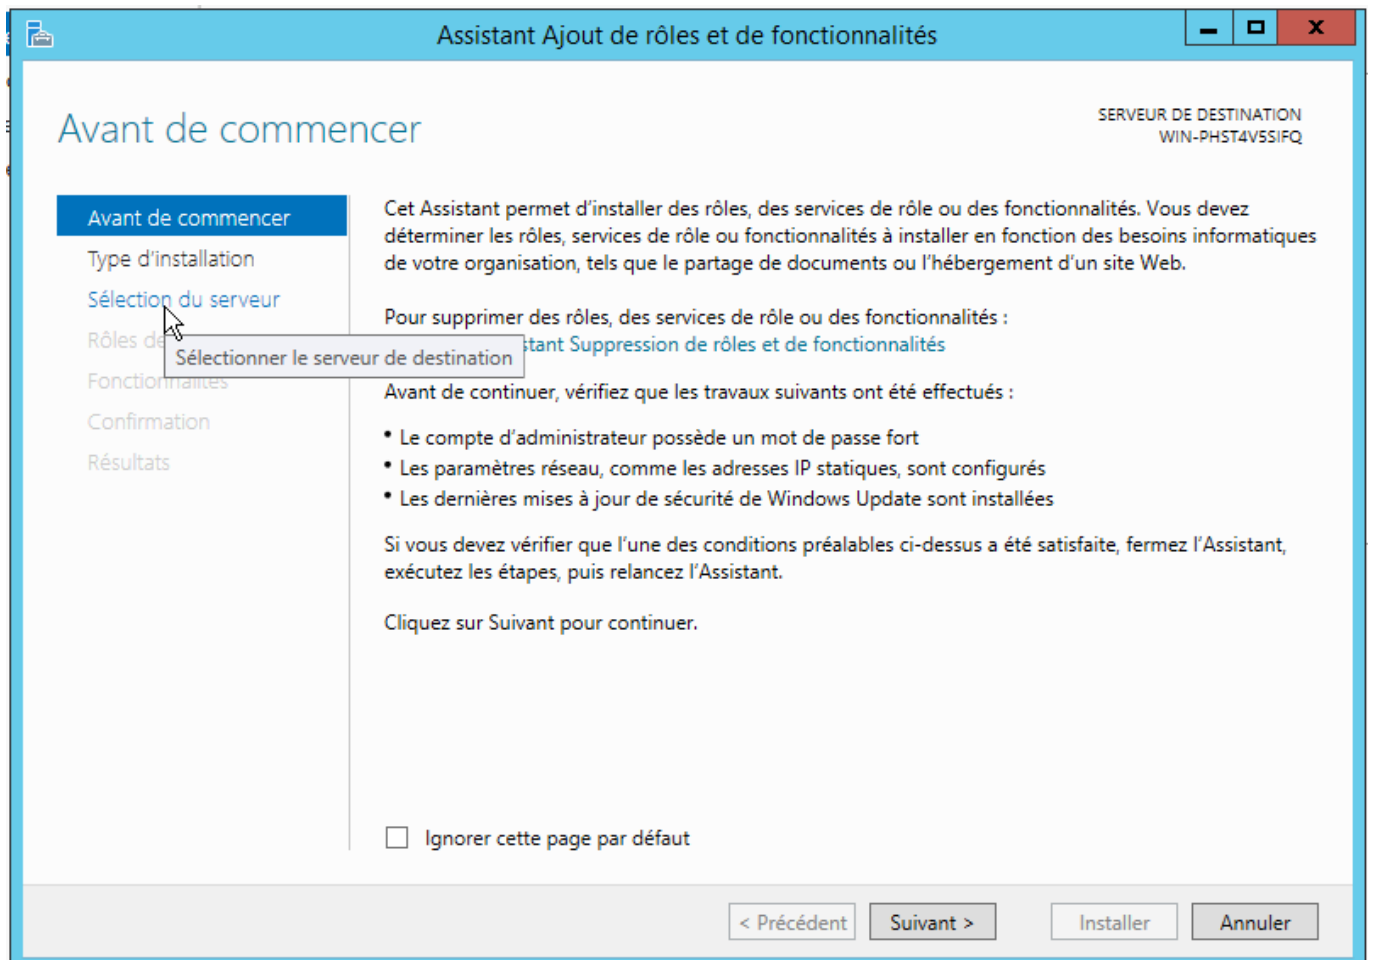 Assistant Ajout de rôles et de fonctionnalités
Avant de commencer
SERVEUR DE DESTINATION
WIN-PHST4V5SIFQ
Avant de commencer
Type d'installation
Sélection du serveur
Rôles de
Sélectionner le serveur de destination
Fonctionnalités
Confirmation
Résultats
Cet Assistant permet d'installer des rôles, des services de rôle ou des fonctionnalités. Vous devez
déterminer les rôles, services de rôle ou fonctionnalités à installer en fonction des besoins informatiques
de votre organisation, tels que le partage de documents ou l'hébergement d'un site Web.
Pour supprimer des rôles, des services de rôle ou des fonctionnalités :
stant Suppression de rôles et de fonctionnalités
Avant de continuer, vérifiez que les travaux suivants ont été effectués :
• Le compte d'administrateur possède un mot de passe fort
• Les paramètres réseau, comme les adresses IP statiques, sont configurés
• Les dernières mises à jour de sécurité de Windows Update sont installées
Si vous devez vérifier que l'une des conditions préalables ci-dessus a été satisfaite, fermez l'Assistant,
exécutez les étapes, puis relancez l'Assistant.
Cliquez sur Suivant pour continuer.
Ignorer cette page par défaut
< Précédent
Suivant >
Installer
Annuler